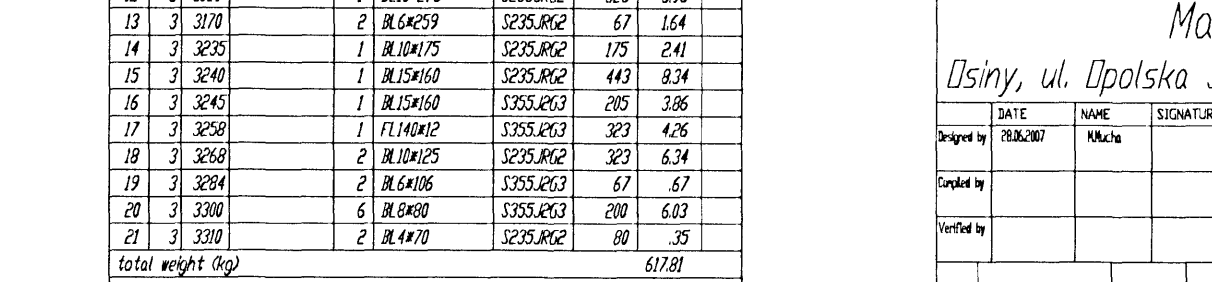 13 3 3170 2 BL6*259 S235JRG2 67 1.64
14 3 3235 1 BL10*175 S235JRG2 175 2.41
15 3 3240 1 BL15*160 S235JRG2 443 8.34
16 3 3245 1 BL15*160 S355J2G3 205 3.86
17 3 3258 1 FL140*12 S355J2G3 323 4.26
18 3 3268 2 BL10*125 S235JRG2 323 6.34
19 3 3284 2 BL6*106 S355J2G3 67 .67
20 3 3300 6 BL8*80 S355J2G3 200 6.03
21 3 3310 2 BL4*70 S235JRG2 80 .35
total weight (kg) 617.81
Ma
Osiny, ul. Opolska
DATE NAME SIGNATUR
Designed by 28.06.2007 M.Mucha
Compiled by
Verified by